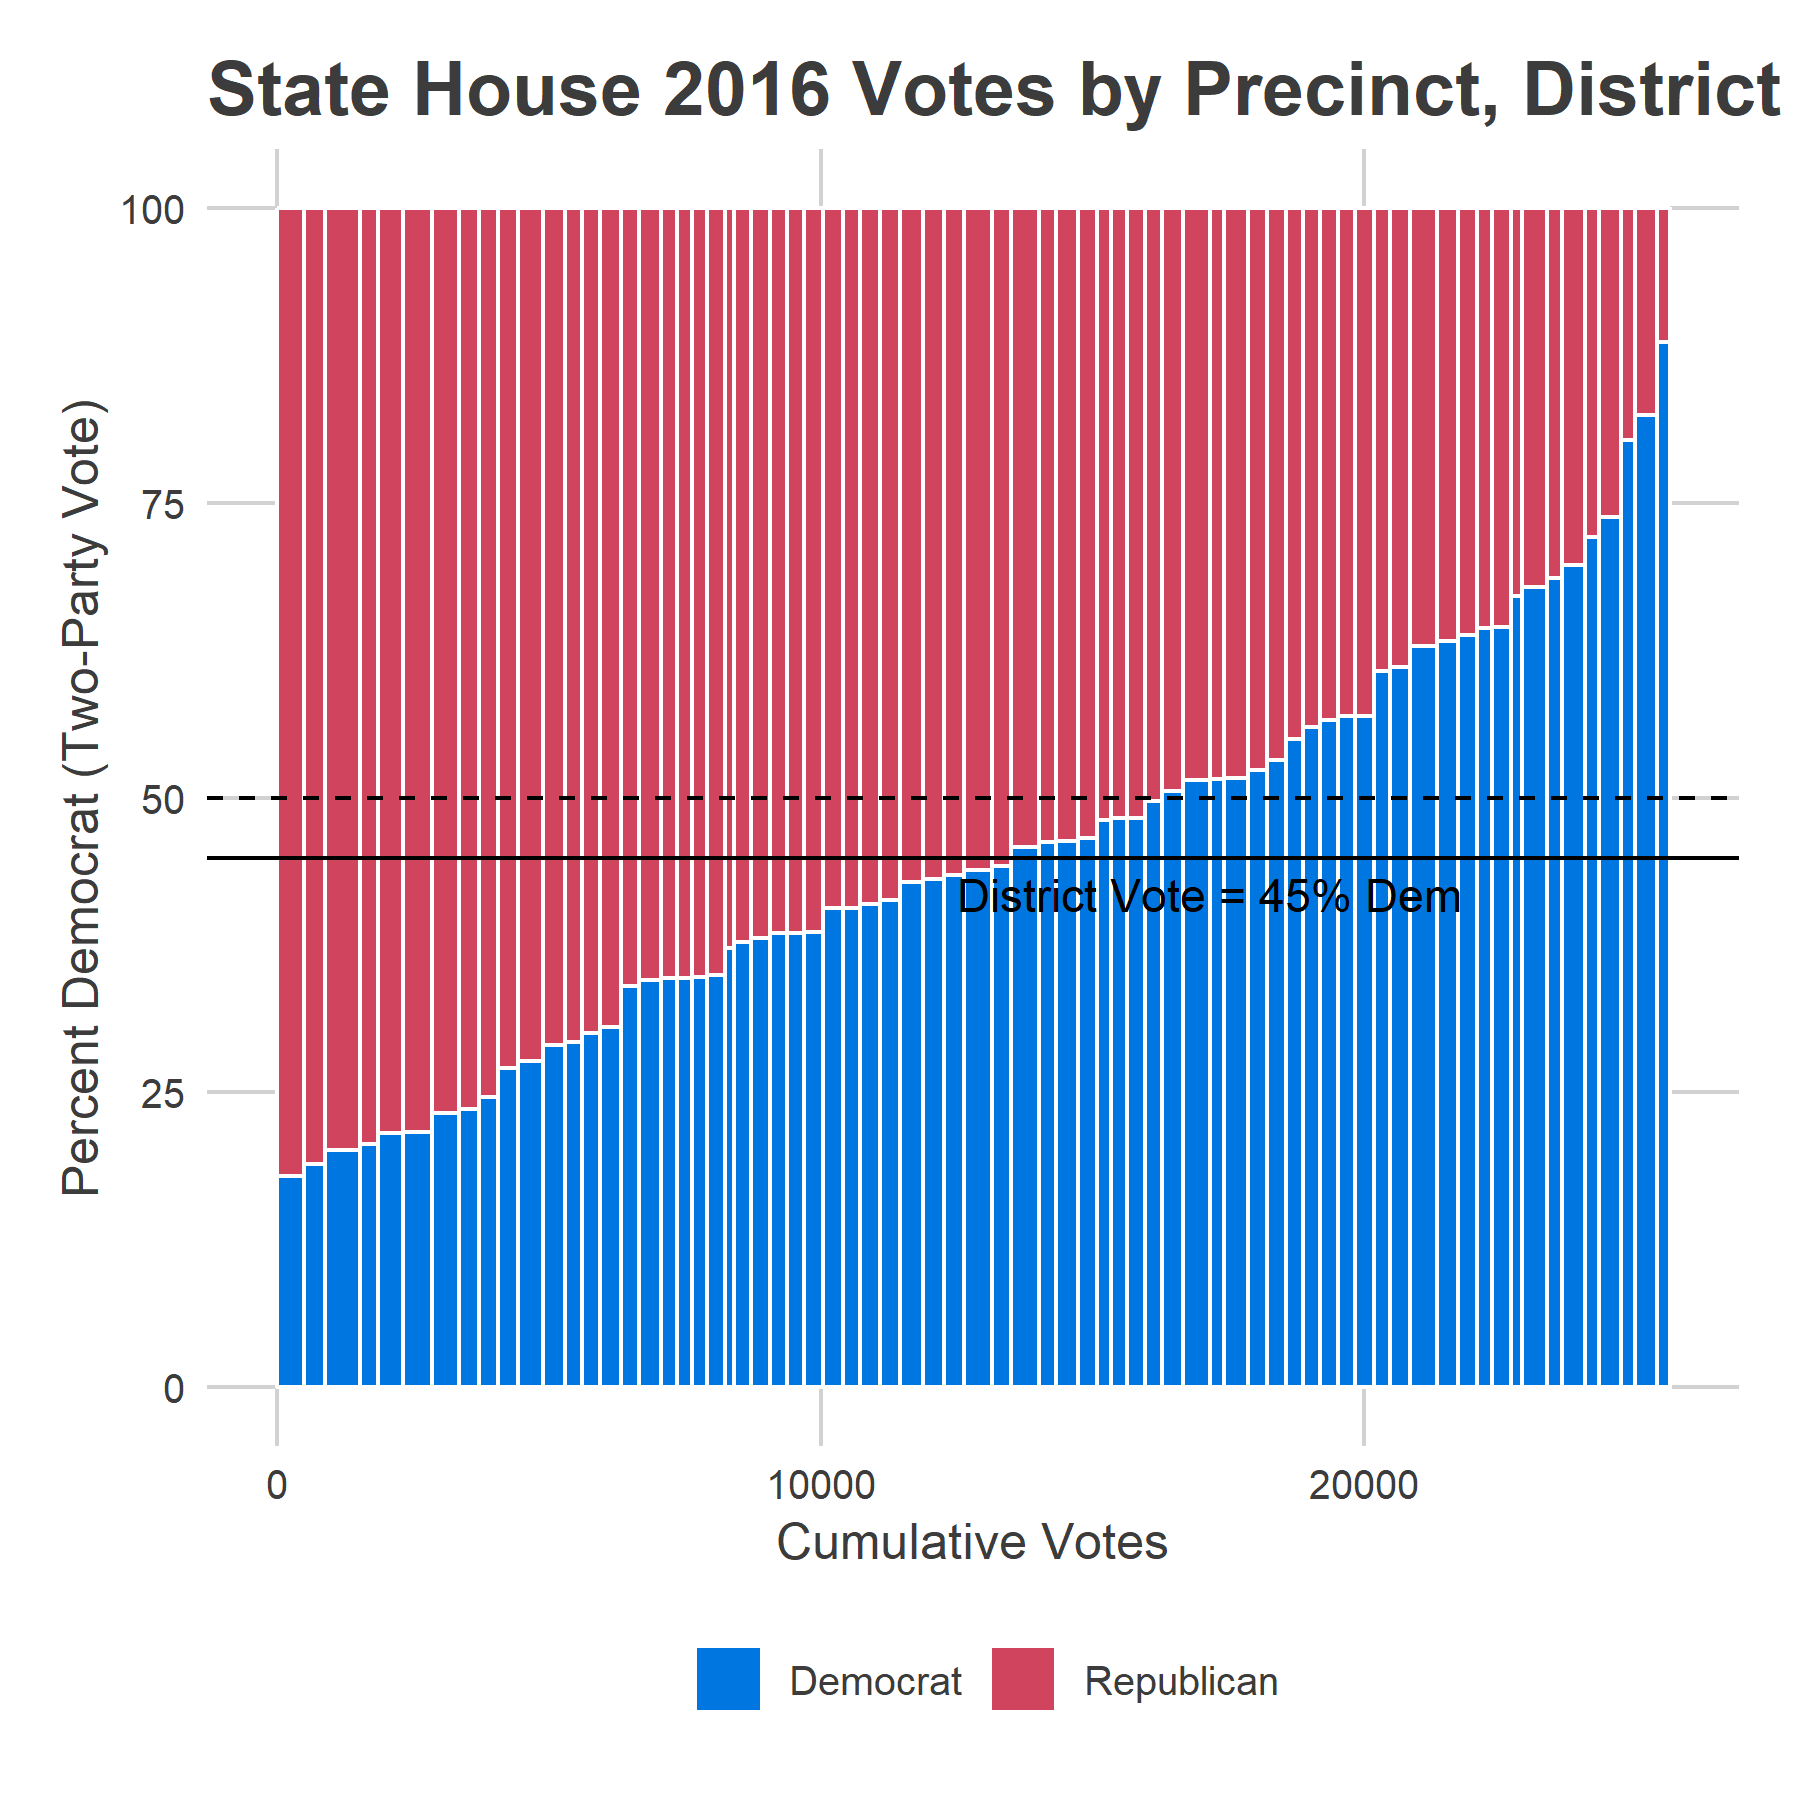 State House 2016 Votes by Precinct, District
Percent Democrat (Two-Party Vote)
100
75
50
25
0
District Vote = 45% Dem
0 10000 20000
Cumulative Votes
Democrat Republican